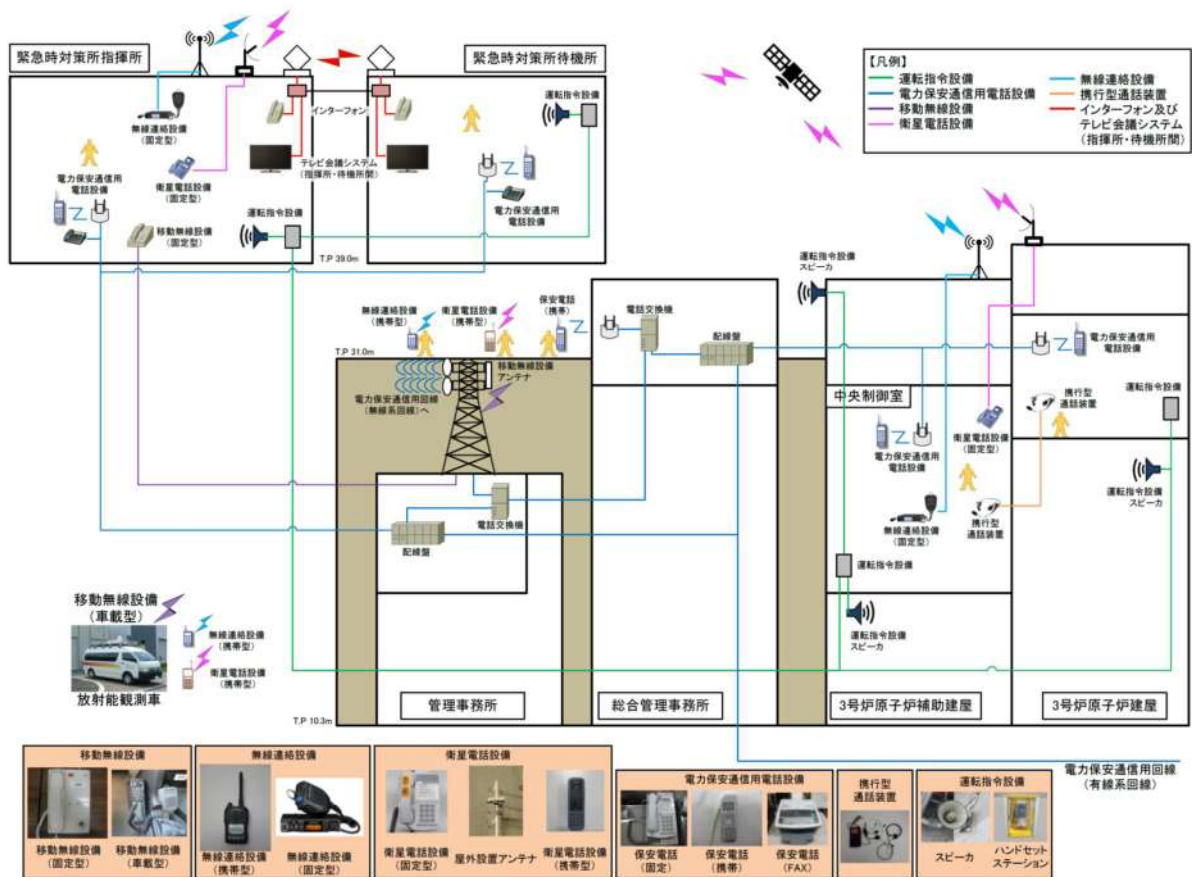 緊急時対策所指揮所
緊急時対策所待機所
【凡例】
運転指令設備
電力保安通信用電話設備
移動無線設備
衛星電話設備
無線連絡設備
携行型通話装置
インターフォン及び
テレビ会議システム
(指揮所・待機所間)
無線連絡設備
(固定型)
インターフォン
運転指令設備
電力保安通信用
電話設備
衛星電話設備
(固定型)
テレビ会議システム
(指揮所・待機所間)
電力保安通信用
電話設備
移動無線設備
(固定型)
運転指令設備
T.P 39.0m
運転指令設備
スピーカ
無線連絡設備
(携帯型)
衛星電話設備
(携帯型)
保安電話
(携帯)
電話交換機
配線盤
T.P 31.0m
移動無線設備
アンテナ
電力保安通信用回線
(無線系回線)へ
電力保安通信用
電話設備
中央制御室
携行型
通話装置
運転指令設備
衛星電話設備
(固定型)
電力保安通信用
電話設備
運転指令設備
スピーカ
電話交換機
配線盤
無線連絡設備
(固定型)
携行型
通話装置
運転指令設備
移動無線設備
(車載型)
無線連絡設備
(携帯型)
衛星電話設備
(携帯型)
放射能観測車
運転指令設備
スピーカ
管理事務所
総合管理事務所
3号炉原子炉補助建屋
3号炉原子炉建屋
T.P 10.3m
電力保安通信用回線
(有線系回線)
移動無線設備
移動無線設備
(固定型)
移動無線設備
(車載型)
無線連絡設備
無線連絡設備
(携帯型)
無線連絡設備
(固定型)
衛星電話設備
衛星電話設備
(固定型)
屋外設置アンテナ
衛星電話設備
(携帯型)
電力保安通信用電話設備
保安電話
(固定)
保安電話
(携帯)
保安電話
(FAX)
携行型
通話装置
運転指令設備
スピーカ
ハンドセット
ステーション